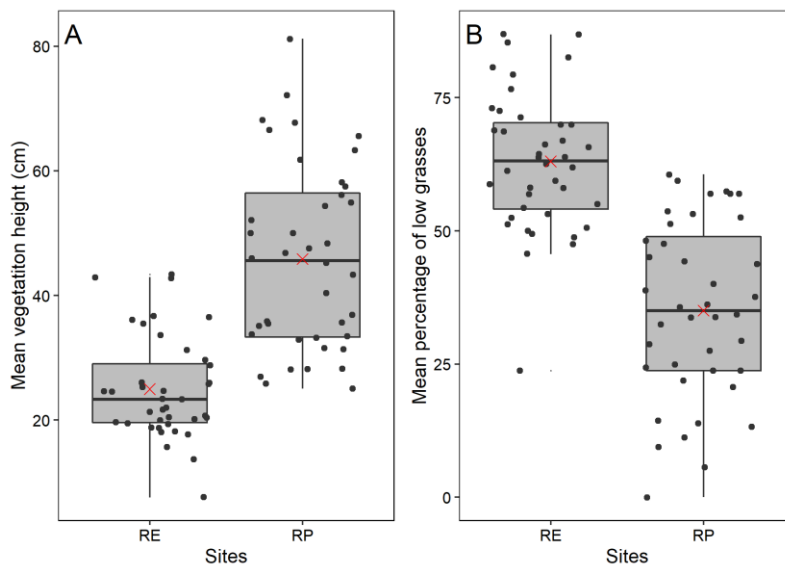 A
Mean vegetatition height (cm)
80
60
40
20
RE
RP
Sites
B
Mean percentage of low grasses
75
50
25
0
RE
RP
Sites